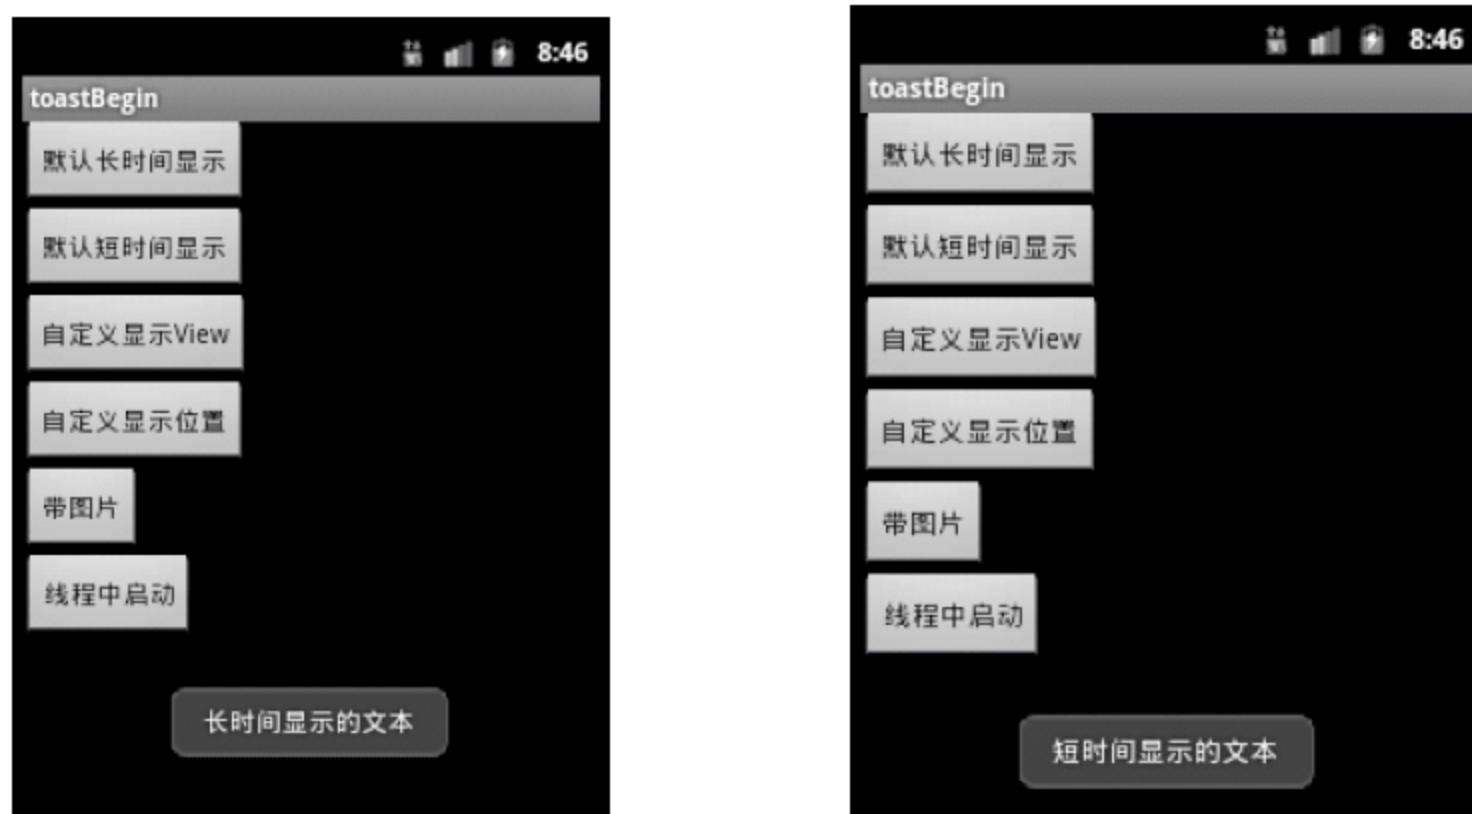 8:46
toastBegin
默认长时间显示
默认短时间显示
自定义显示View
自定义显示位置
带图片
线程中启动
长时间显示的文本
8:46
toastBegin
默认长时间显示
默认短时间显示
自定义显示View
自定义显示位置
带图片
线程中启动
短时间显示的文本